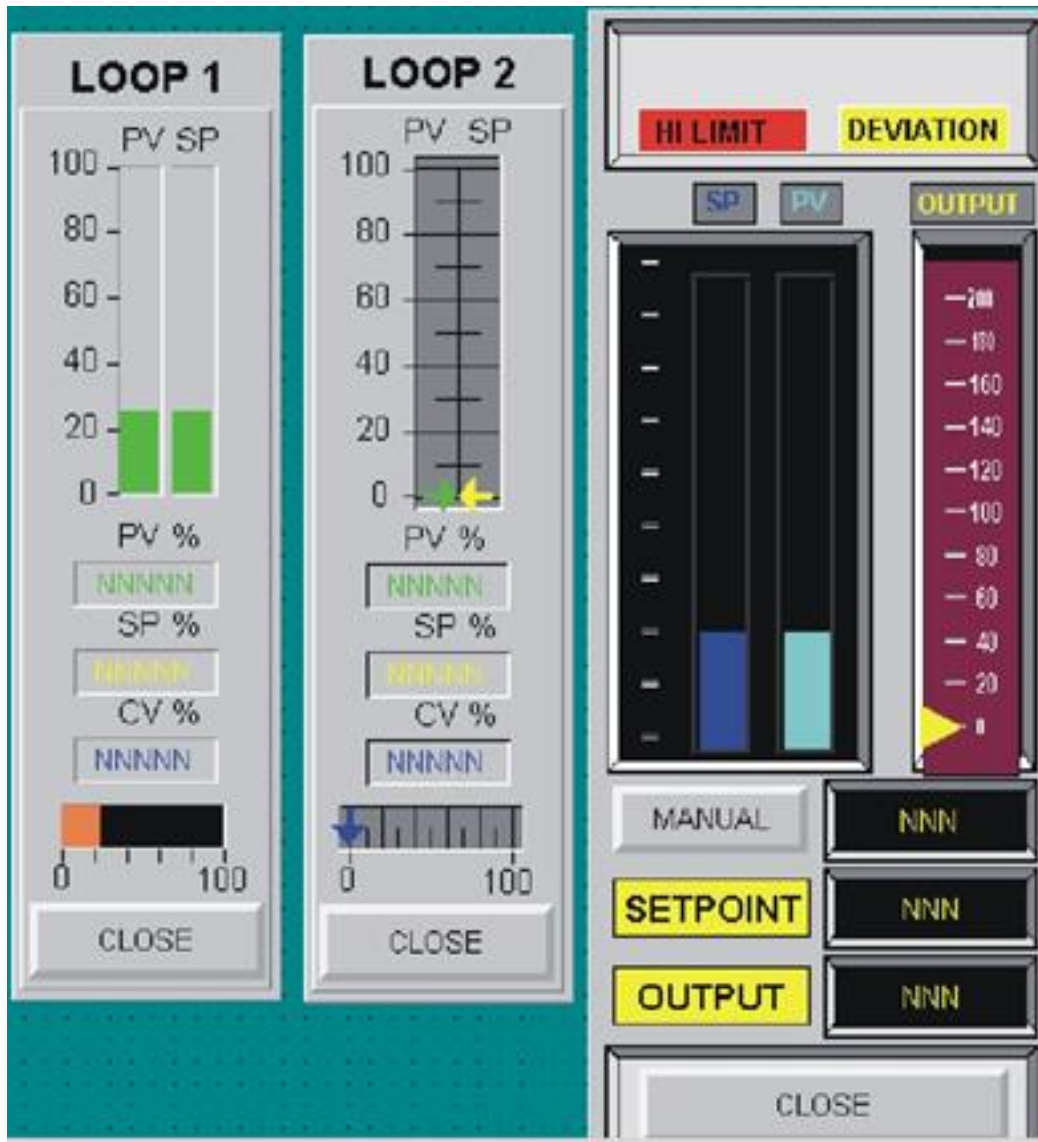 LOOP 1
PV SP
100
80
60
40
20
0
PV %
NNNNN
SP %
NNNNN
CV %
NNNNN
0 100
CLOSE
LOOP 2
PV SP
100
80
60
40
20
0
PV %
NNNNN
SP %
NNNNN
CV %
NNNNN
0 100
CLOSE
HI LIMIT DEVIATION
SP PV OUTPUT
200
180
160
140
120
100
80
60
40
20
0
MANUAL NNN
SETPOINT NNN
OUTPUT NNN
CLOSE